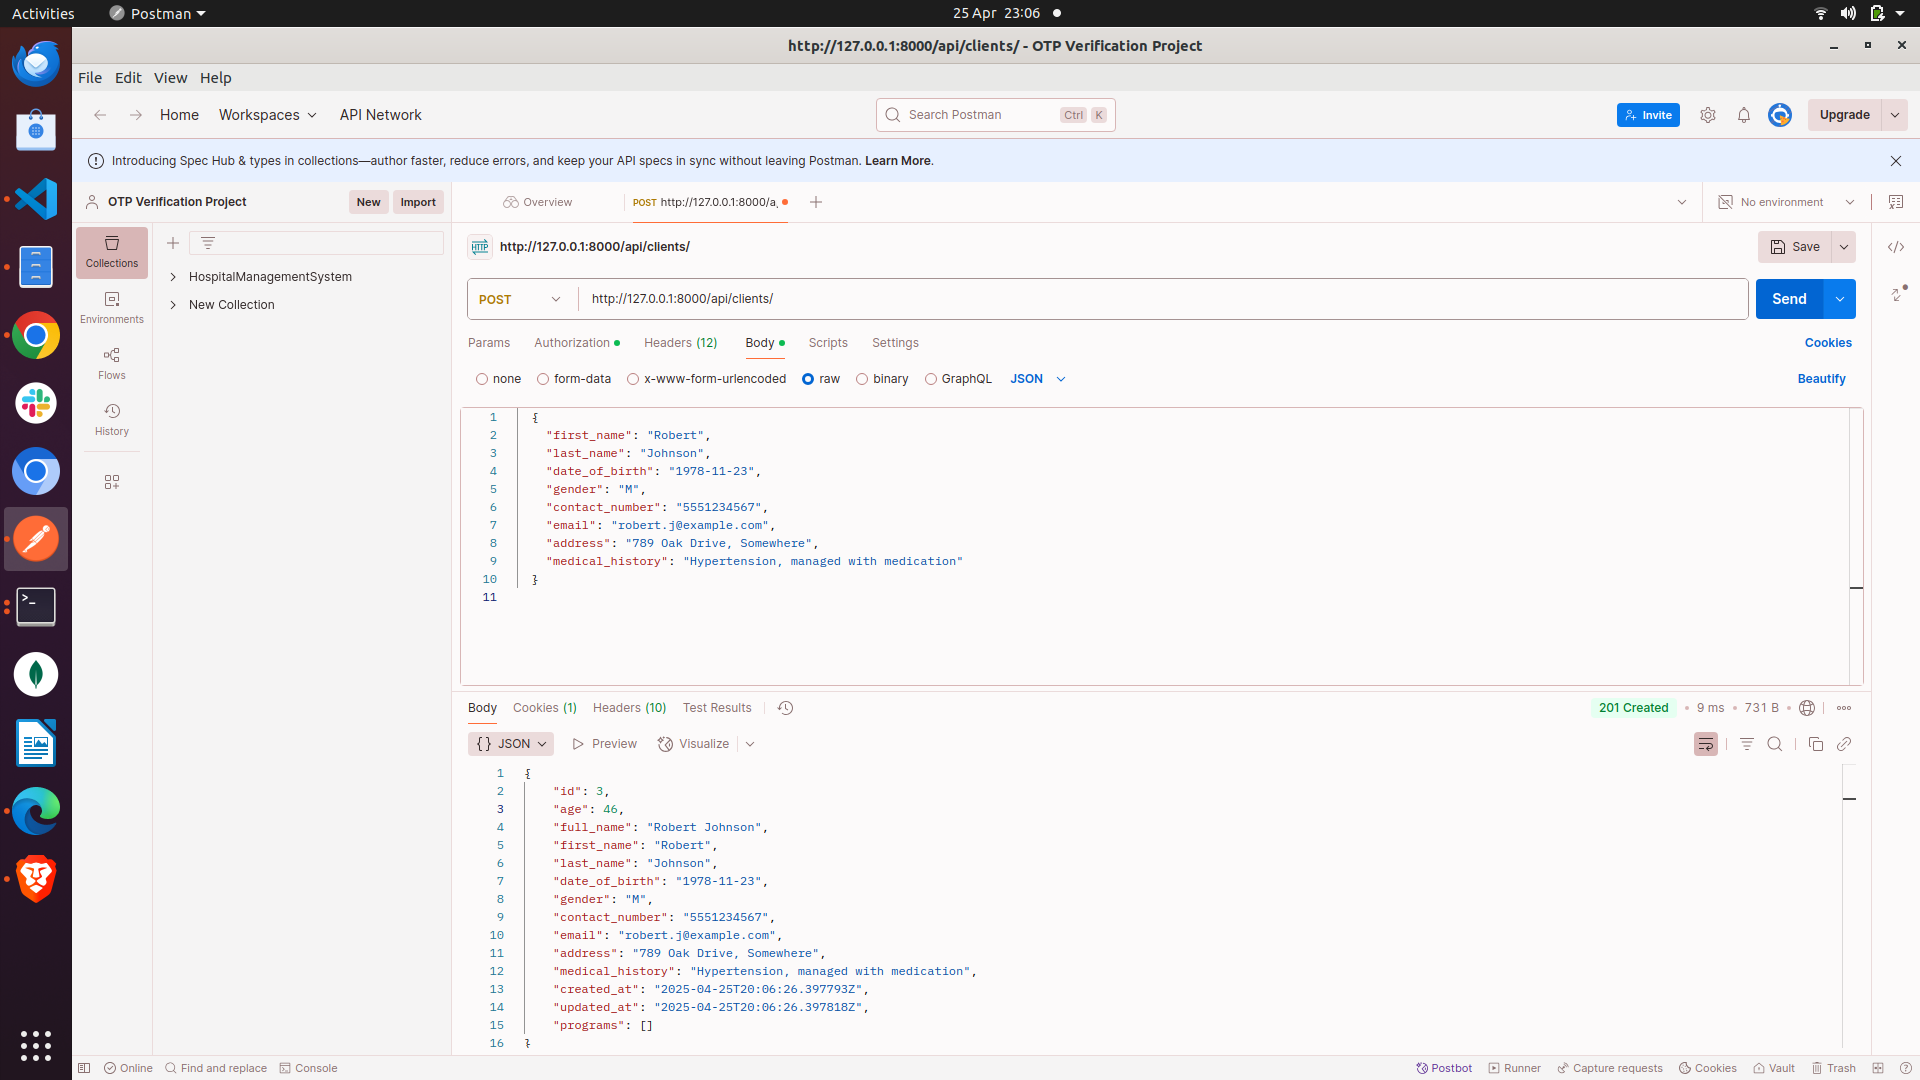 Activities
Postman
25 Apr 23:06
http://127.0.0.1:8000/api/clients/ - OTP Verification Project
File Edit View Help
Home Workspaces API Network
Search Postman Ctrl K
Invite
Upgrade
Introducing Spec Hub & types in collections—author faster, reduce errors, and keep your API specs in sync without leaving Postman. Learn More.
OTP Verification Project
New Import
Overview
POST http://127.0.0.1:8000/a
No environment
Collections
Environments
Flows
History
HospitalManagementSystem
New Collection
HTTP http://127.0.0.1:8000/api/clients/
Save
POST http://127.0.0.1:8000/api/clients/
Send
Params Authorization Headers (12) Body Scripts Settings
Cookies
none form-data x-www-form-urlencoded raw binary GraphQL JSON
Beautify
1 {
2 "first_name": "Robert",
3 "last_name": "Johnson",
4 "date_of_birth": "1978-11-23",
5 "gender": "M",
6 "contact_number": "5551234567",
7 "email": "robert.j@example.com",
8 "address": "789 Oak Drive, Somewhere",
9 "medical_history": "Hypertension, managed with medication"
10 }
11
Body Cookies (1) Headers (10) Test Results
201 Created 9 ms 731 B
{} JSON Preview Visualize
1 {
2 "id": 3,
3 "age": 46,
4 "full_name": "Robert Johnson",
5 "first_name": "Robert",
6 "last_name": "Johnson",
7 "date_of_birth": "1978-11-23",
8 "gender": "M",
9 "contact_number": "5551234567",
10 "email": "robert.j@example.com",
11 "address": "789 Oak Drive, Somewhere",
12 "medical_history": "Hypertension, managed with medication",
13 "created_at": "2025-04-25T20:06:26.397793Z",
14 "updated_at": "2025-04-25T20:06:26.397818Z",
15 "programs": []
16 }
Online Find and replace Console
Postbot Runner Capture requests Cookies Vault Trash